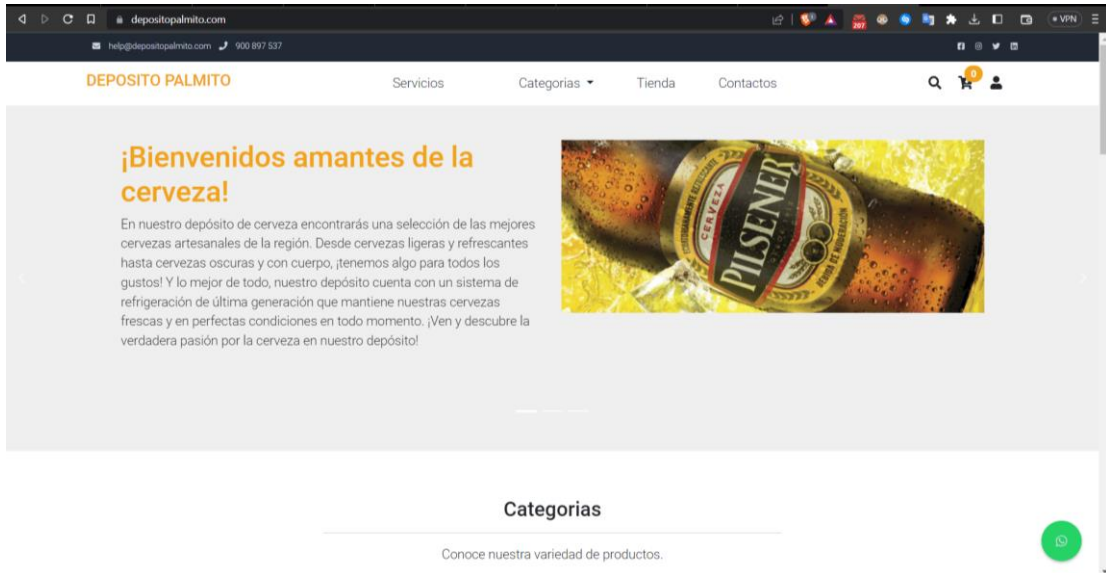 depositopalmito.com
207
VPN
help@depositopalmito.com 900 897 537
DEPOSITO PALMITO
Servicios
Categorías
Tienda
Contactos
0
¡Bienvenidos amantes de la
cerveza!
En nuestro depósito de cerveza encontrarás una selección de las mejores
cervezas artesanales de la región. Desde cervezas ligeras y refrescantes
hasta cervezas oscuras y con cuerpo, ¡tenemos algo para todos los
gustos! Y lo mejor de todo, nuestro depósito cuenta con un sistema de
refrigeración de última generación que mantiene nuestras cervezas
frescas y en perfectas condiciones en todo momento. ¡Ven y descubre la
verdadera pasión por la cerveza en nuestro depósito!
CERVEZA
PILSENER
BEBIDA DE MODERACIÓN
Categorias
Conoce nuestra variedad de productos.